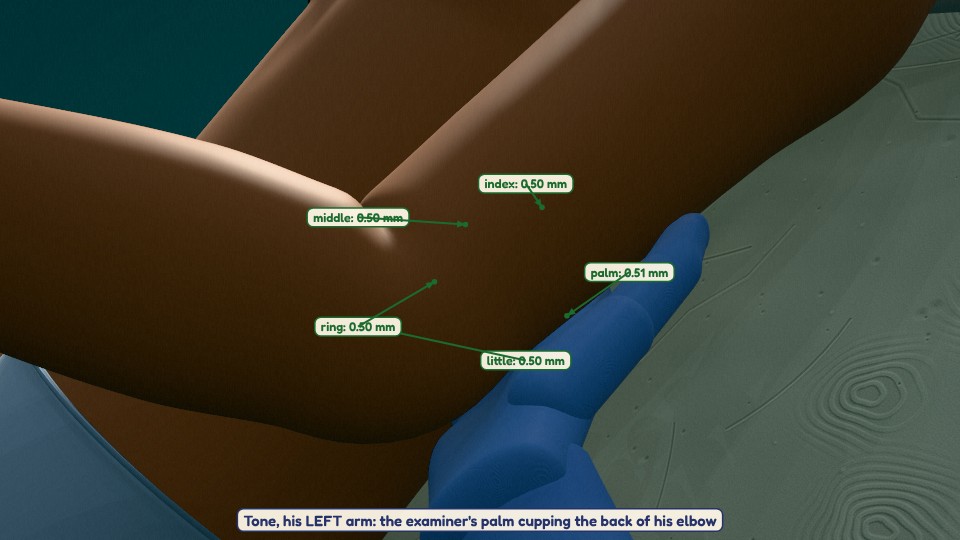 index: 0.50 mm
middle: 0.50 mm
palm: 0.51 mm
ring: 0.50 mm
little: 0.50 mm
Tone, his LEFT arm: the examiner's palm cupping the back of his elbow